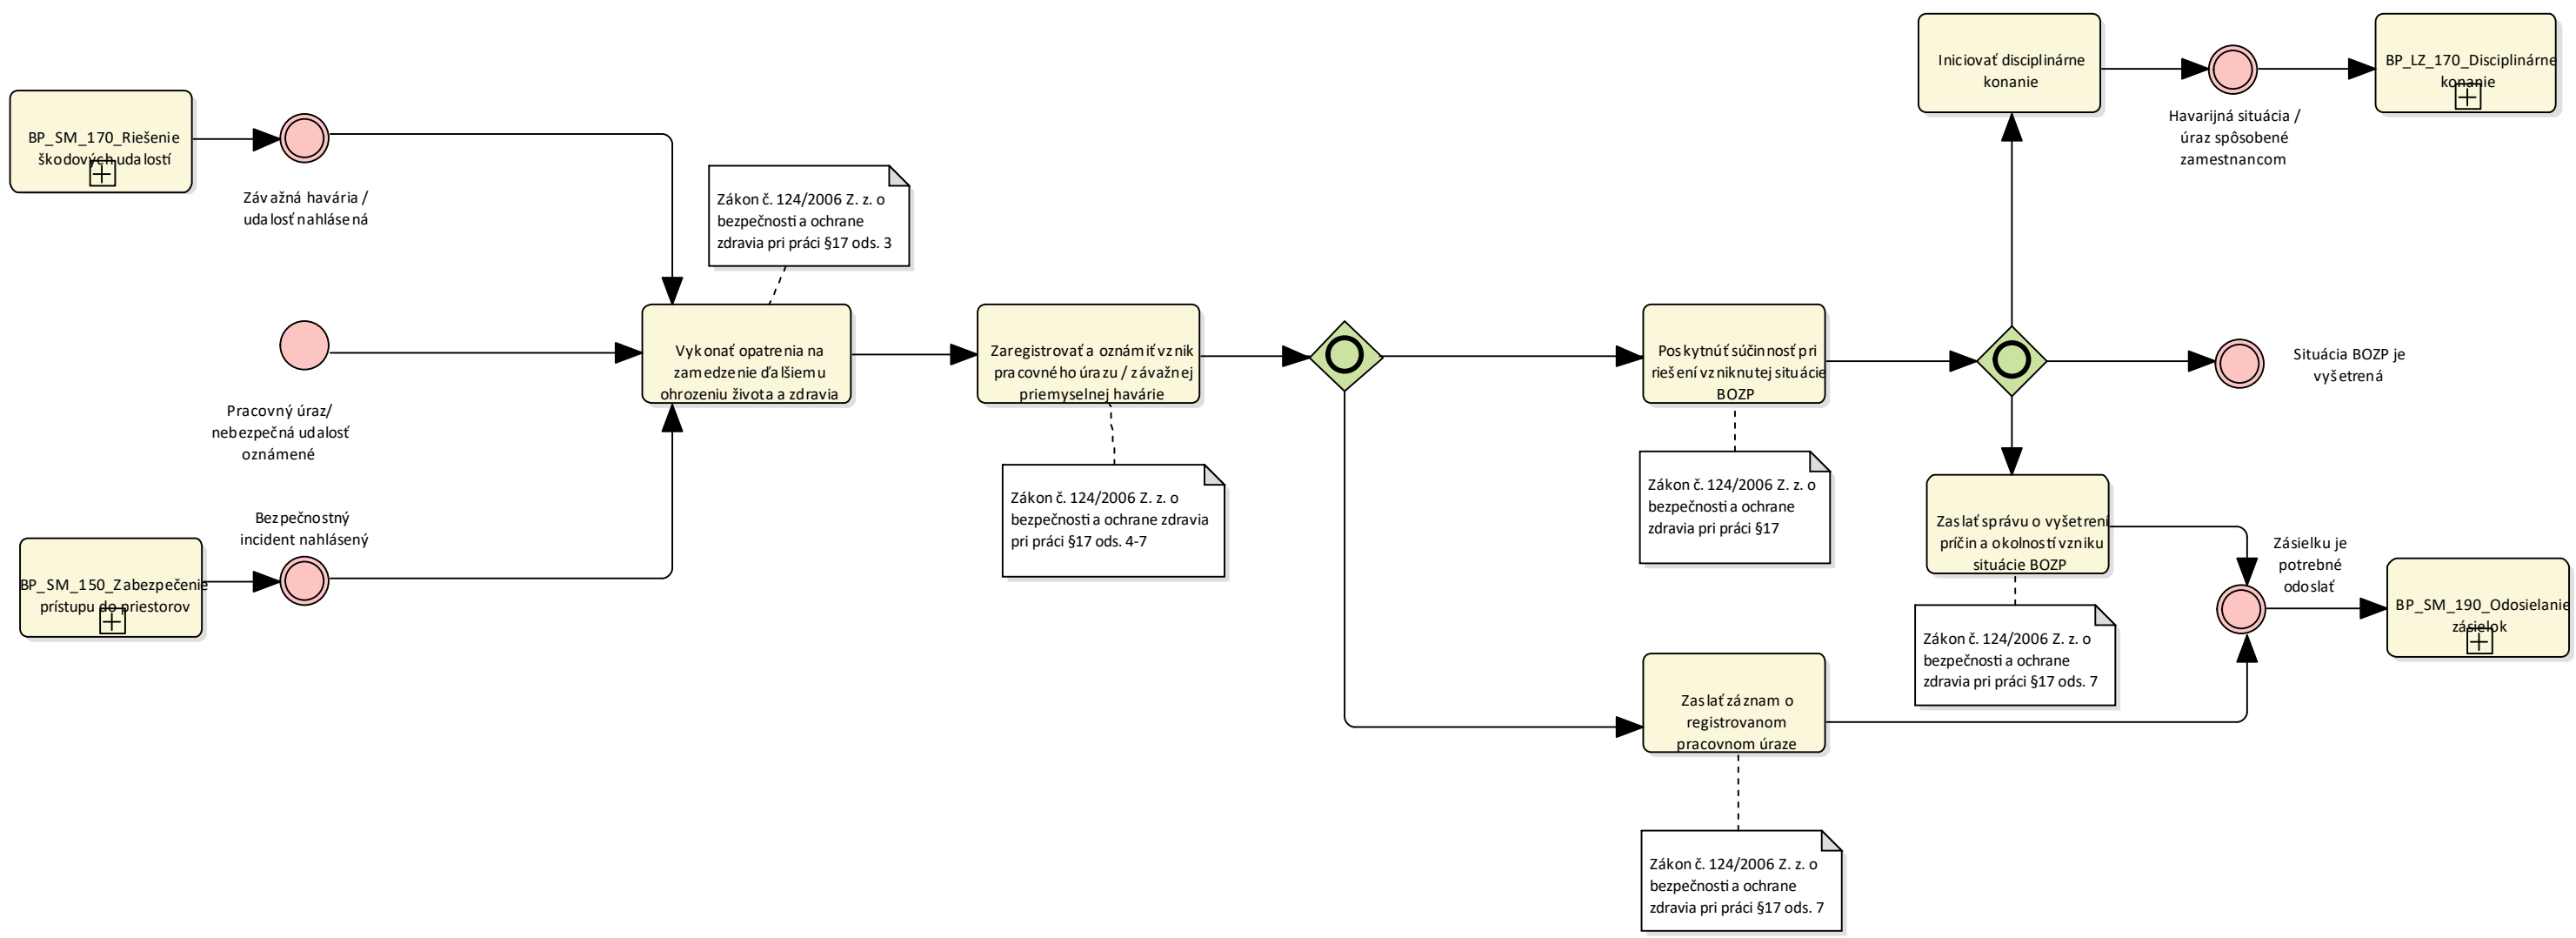 BP_SM_170_Riešenie
škodových udalostí
Závažná havária /
udalosť nahlásená
Pracovný úraz/
nebezpečná udalosť
oznámené
Bezpečnostný
incident nahlásený
BP_SM_150_Zabezpečenie
prístupu do priestorov
Zákon č. 124/2006 Z. z. o
bezpečnosti a ochrane
zdravia pri práci §17 ods. 3
Vykonať opatrenia na
zamedzenie ďalšiemu
ohrozeniu života a zdravia
Zaregistrovať a oznámiť vznik
pracovného úrazu / závažnej
priemyselnej havárie
Zákon č. 124/2006 Z. z. o
bezpečnosti a ochrane zdravia
pri práci §17 ods. 4-7
Poskytnúť súčinnosť pri
riešení vzniknutej situácie
BOZP
Zákon č. 124/2006 Z. z. o
bezpečnosti a ochrane
zdravia pri práci §17
Zaslať záznam o
registrovanom
pracovnom úraze
Zákon č. 124/2006 Z. z. o
bezpečnosti a ochrane
zdravia pri práci §17 ods. 7
Iniciovať disciplinárne
konanie
Havarijná situácia /
úraz spôsobené
zamestnancom
BP_LZ_170_Disciplinárne
konanie
Situácia BOZP je
vyšetrená
Zaslať správu o vyšetrení
príčin a okolností vzniku
situácie BOZP
Zákon č. 124/2006 Z. z. o
bezpečnosti a ochrane
zdravia pri práci §17 ods. 7
Zásielku je
potrebné
odoslať
BP_SM_190_Odosielanie
zásielok